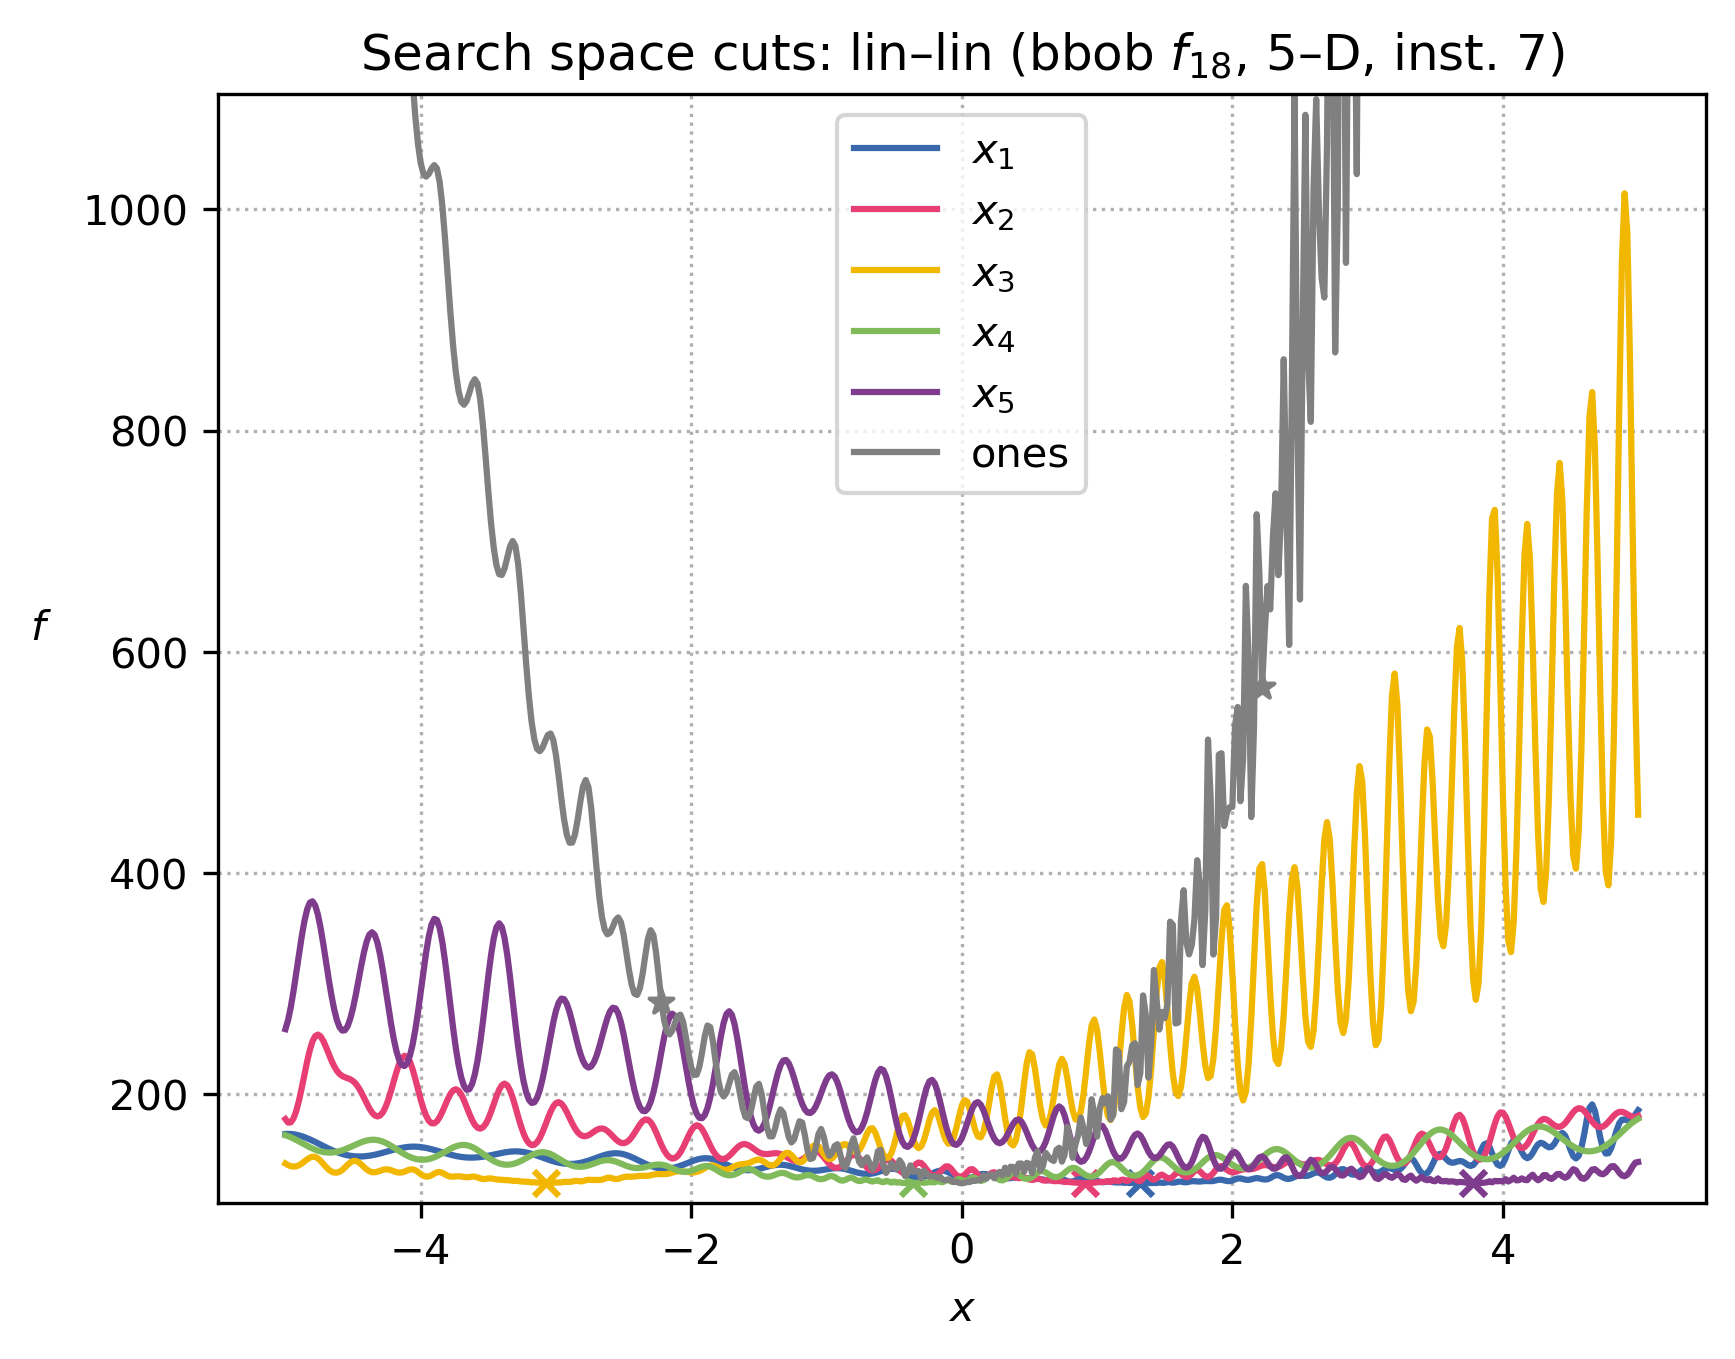 Search space cuts: lin–lin (bbob f₁₈, 5–D, inst. 7)
x₁
x₂
x₃
x₄
x₅
ones
1000
800
600
400
200
f
−4 −2 0 2 4
x